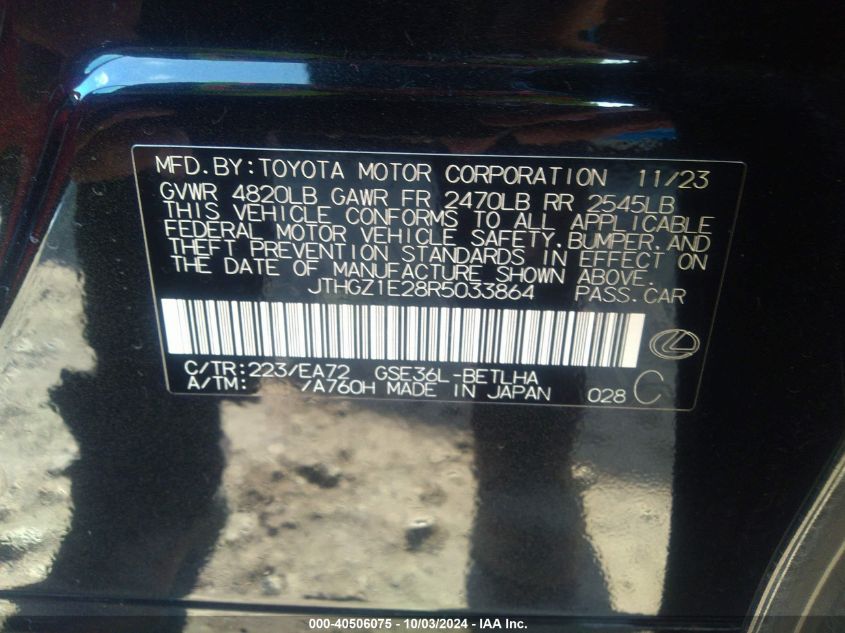 MFD.BY:TOYOTA MOTOR CORPORATION 11/23
GVWR 4820LB GAWR FR 2470LB RR 2545LB
THIS VEHICLE CONFORMS TO ALL APPLICABLE
FEDERAL MOTOR VEHICLE SAFETY,BUMPER,AND
THEFT PREVENTION STANDARDS IN EFFECT ON
THE DATE OF MANUFACTURE SHOWN ABOVE.
JTHGZ1E28R5033864 PASS.CAR
C/TR:223/EA72 GSE36L-BETLHA
A/TM: /A760H MADE IN JAPAN 028 C
000-40506075 - 10/03/2024 - IAA Inc.